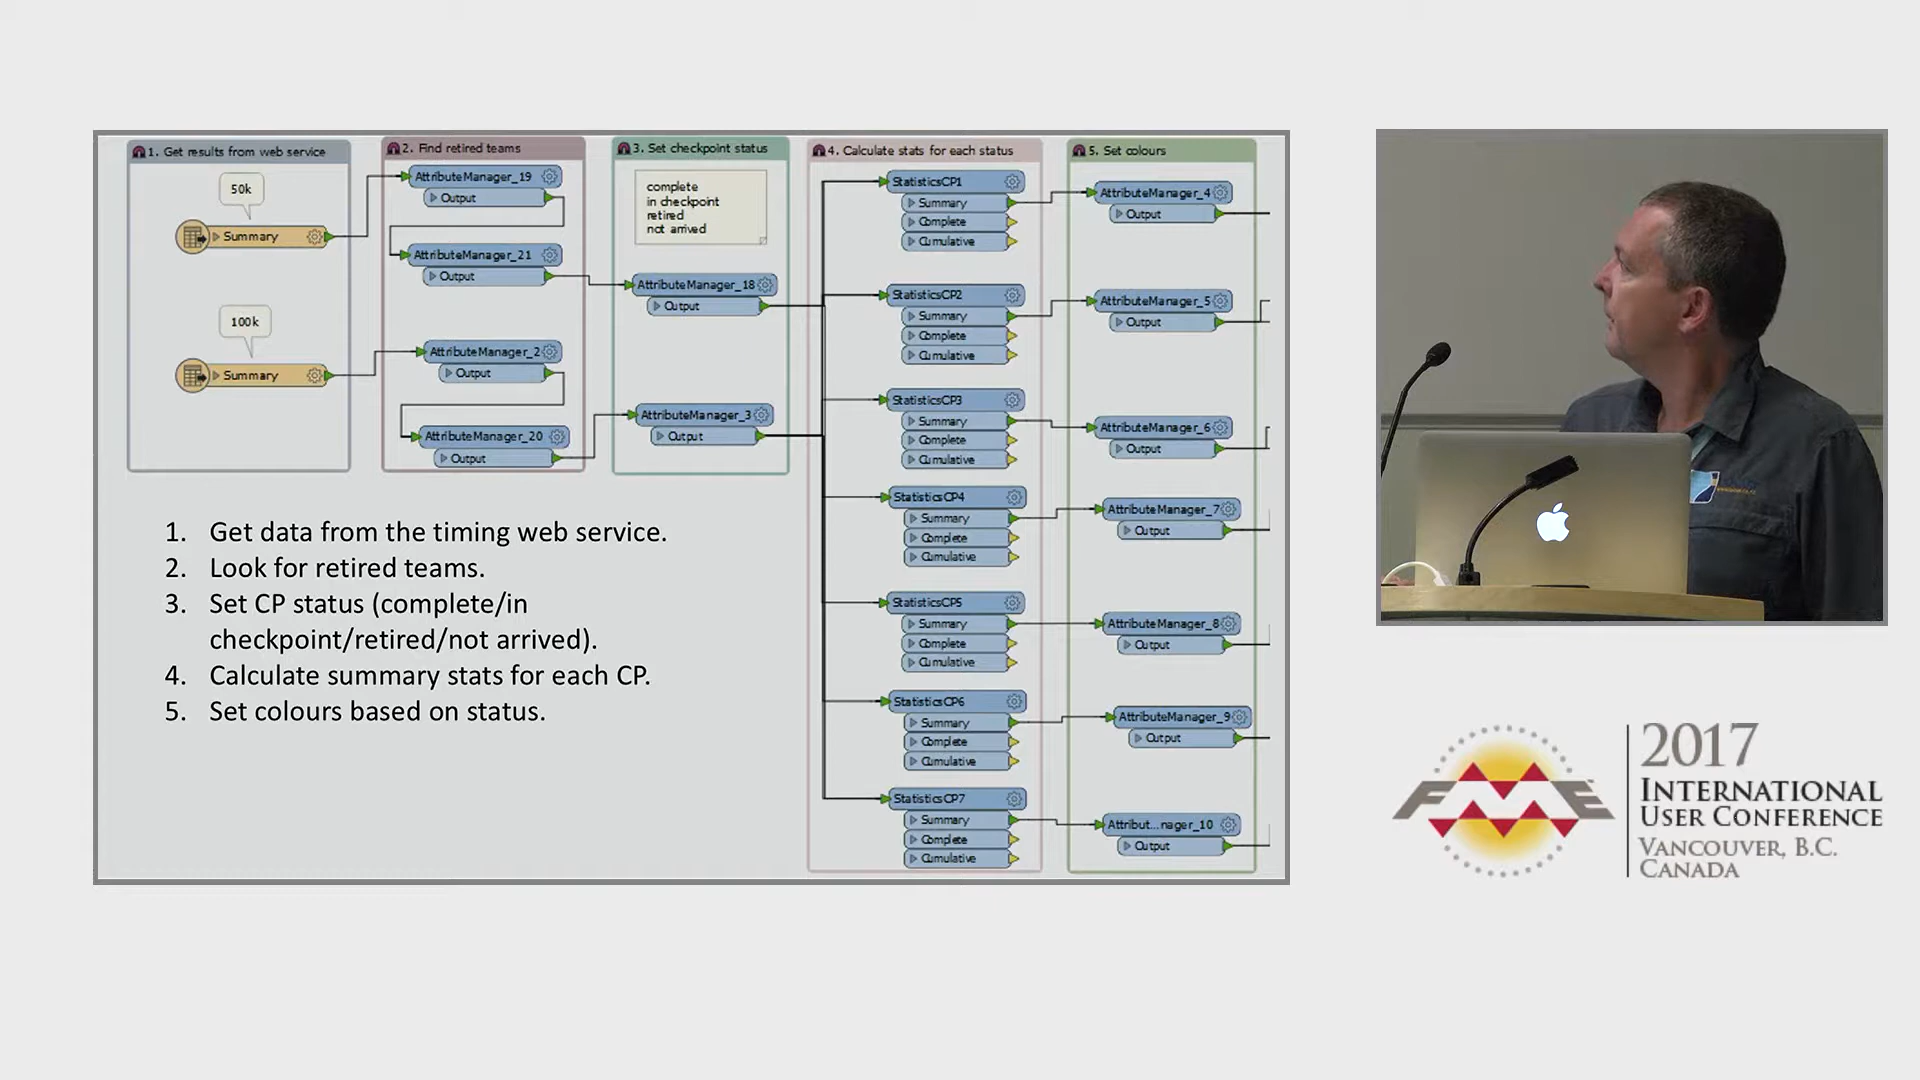 1. Get results from web service
50k
Summary
100k
Summary
2. Find retired teams
AttributeManager_19
Output
AttributeManager_21
Output
AttributeManager_2
Output
AttributeManager_20
Output
3. Set checkpoint status
complete
in checkpoint
retired
not arrived
AttributeManager_18
Output
AttributeManager_3
Output
4. Calculate stats for each status
StatisticsCP1
Summary
Complete
Cumulative
StatisticsCP2
Summary
Complete
Cumulative
StatisticsCP3
Summary
Complete
Cumulative
StatisticsCP4
Summary
Complete
Cumulative
StatisticsCP5
Summary
Complete
Cumulative
StatisticsCP6
Summary
Complete
Cumulative
StatisticsCP7
Summary
Complete
Cumulative
5. Set colours
AttributeManager_4
Output
AttributeManager_5
Output
AttributeManager_6
Output
AttributeManager_7
Output
AttributeManager_8
Output
AttributeManager_9
Output
Attribut...nager_10
Output
1. Get data from the timing web service.
2. Look for retired teams.
3. Set CP status (complete/in
checkpoint/retired/not arrived).
4. Calculate summary stats for each CP.
5. Set colours based on status.
FME
2017
INTERNATIONAL
USER CONFERENCE
VANCOUVER, B.C.
CANADA